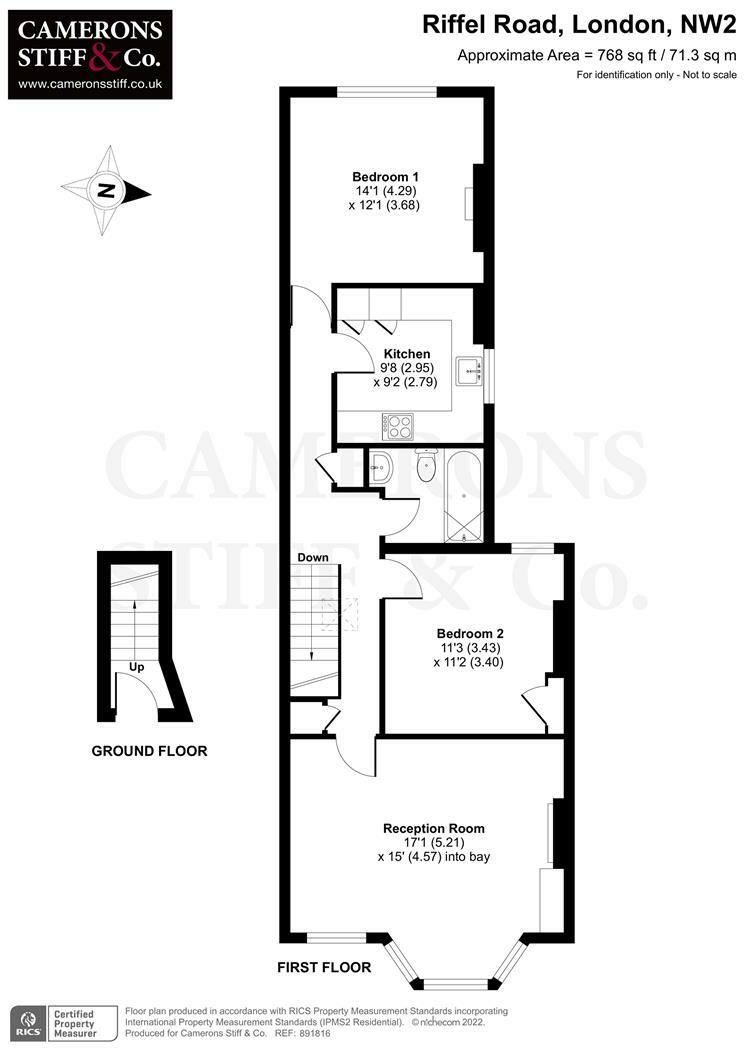 CAMERONS
STIFF & Co.
www.cameronsstiff.co.uk
Riffel Road, London, NW2
Approximate Area = 768 sq ft / 71.3 sq m
For identification only - Not to scale
N
Bedroom 1
14'1 (4.29)
x 12'1 (3.68)
Kitchen
9'8 (2.95)
x 9'2 (2.79)
CAMERONS
STIFF & Co.
Down
Up
Bedroom 2
11'3 (3.43)
x 11'2 (3.40)
GROUND FLOOR
Reception Room
17'1 (5.21)
x 15' (4.57) into bay
FIRST FLOOR
RICS
Certified
Property
Measurer
Floor plan produced in accordance with RICS Property Measurement Standards incorporating
International Property Measurement Standards (IPMS2 Residential). © nichecom 2022.
Produced for Camerons Stiff & Co. REF: 891816